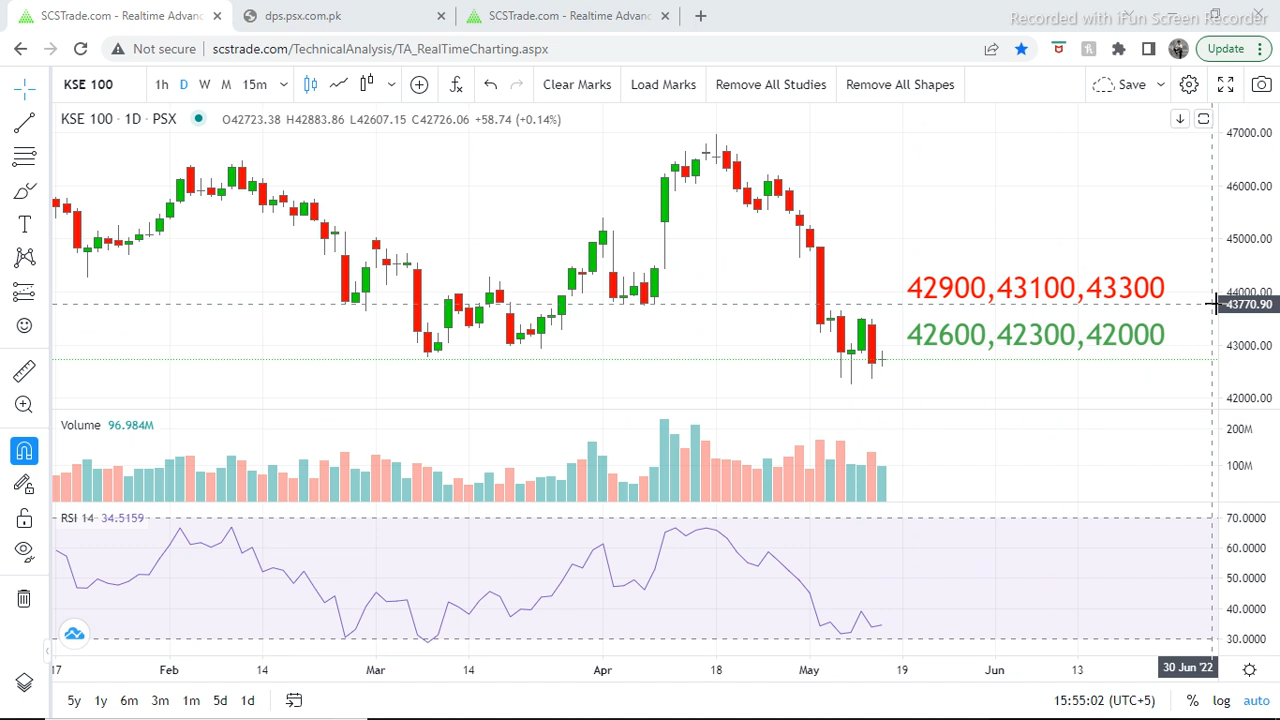 SCSTrade.com - Realtime Advanc
dps.psx.com.pk
SCSTrade.com - Realtime Advanc
Recorded with iFun Screen Recorder
Not secure
scstrade.com/TechnicalAnalysis/TA_RealTimeCharting.aspx
Update
KSE 100
1h D W M 15m
Clear Marks
Load Marks
Remove All Studies
Remove All Shapes
Save
KSE 100 · 1D · PSX
O42723.38 H42883.86 L42607.15 C42726.06 +58.74 (+0.14%)
47000.00
46000.00
45000.00
44000.00
43770.90
43000.00
42000.00
42900,43100,43300
42600,42300,42000
Volume 96.984M
200M
100M
RSI 14 34.5159
70.0000
60.0000
50.0000
40.0000
30.0000
17 Feb 14 Mar 14 Apr 18 May 19 Jun 13
30 Jun '22
5y 1y 6m 3m 1m 5d 1d
15:55:02 (UTC+5)
% log auto